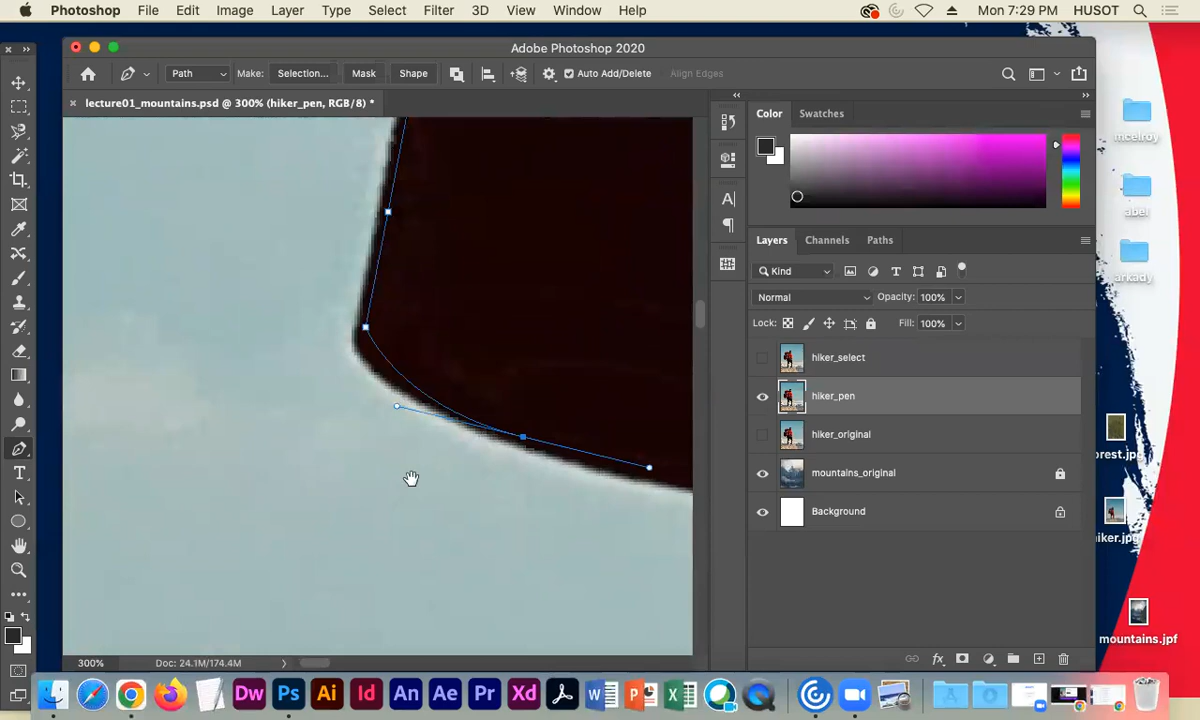 Photoshop File Edit Image Layer Type Select Filter 3D View Window Help Mon 7:29 PM HUSOT
Adobe Photoshop 2020
Path Make: Selection... Mask Shape Auto Add/Delete Align Edges
lecture01_mountains.psd @ 300% (hiker_pen, RGB/8) *
Color Swatches
mcelroy
abel
arkady
Layers Channels Paths
Kind
Normal Opacity: 100%
Lock: Fill: 100%
hiker_select
hiker_pen
hiker_original
mountains_original
Background
orest.jpg
hiker.jpg
mountains.jpf
300% Doc: 24.1M/174.4M
Dw Ps Ai Id An Ae Pr Xd W P X